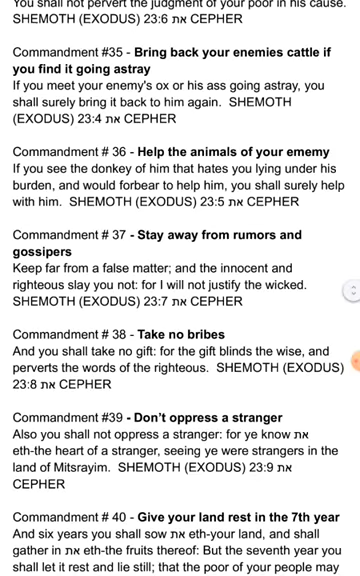 You shall not pervert the judgment of your poor in his cause.
SHEMOTH (EXODUS) 23:6 את CEPHER
Commandment #35 - Bring back your enemies cattle if
you find it going astray
If you meet your enemy's ox or his ass going astray, you
shall surely bring it back to him again.  SHEMOTH
(EXODUS) 23:4 את CEPHER
Commandment # 36 - Help the animals of your ememy
If you see the donkey of him that hates you lying under his
burden, and would forbear to help him, you shall surely help
with him.  SHEMOTH (EXODUS) 23:5 את CEPHER
Commandment # 37 - Stay away from rumors and
gossipers
Keep far from a false matter; and the innocent and
righteous slay you not: for I will not justify the wicked.
SHEMOTH (EXODUS) 23:7 את CEPHER
Commandment # 38 - Take no bribes
And you shall take no gift: for the gift blinds the wise, and
perverts the words of the righteous.  SHEMOTH (EXODUS)
23:8 את CEPHER
Commandment #39 - Don't oppress a stranger
Also you shall not oppress a stranger: for ye know את
eth-the heart of a stranger, seeing ye were strangers in the
land of Mitsrayim.  SHEMOTH (EXODUS) 23:9 את
CEPHER
Commandment # 40 - Give your land rest in the 7th year
And six years you shall sow את eth-your land, and shall
gather in את eth-the fruits thereof: But the seventh year you
shall let it rest and lie still; that the poor of your people may